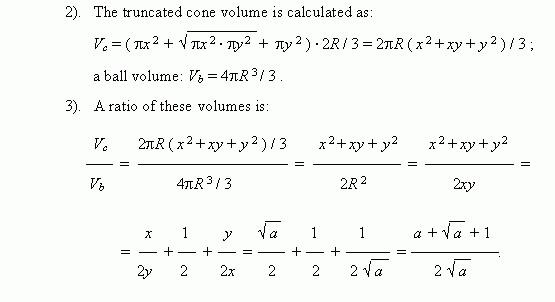 2). The truncated cone volume is calculated as:
V_c = ( πx² + √(πx² · πy²) + πy² ) · 2R / 3 = 2πR ( x² + xy + y² ) / 3 ;
a ball volume: V_b = 4πR³ / 3 .
3). A ratio of these volumes is:
V_c / V_b = (2πR ( x² + xy + y² ) / 3) / (4πR³ / 3) = (x² + xy + y²) / (2R²) = (x² + xy + y²) / (2xy) =
= x / (2y) + 1 / 2 + y / (2x) = √a / 2 + 1 / 2 + 1 / (2√a) = (a + √a + 1) / (2√a) .